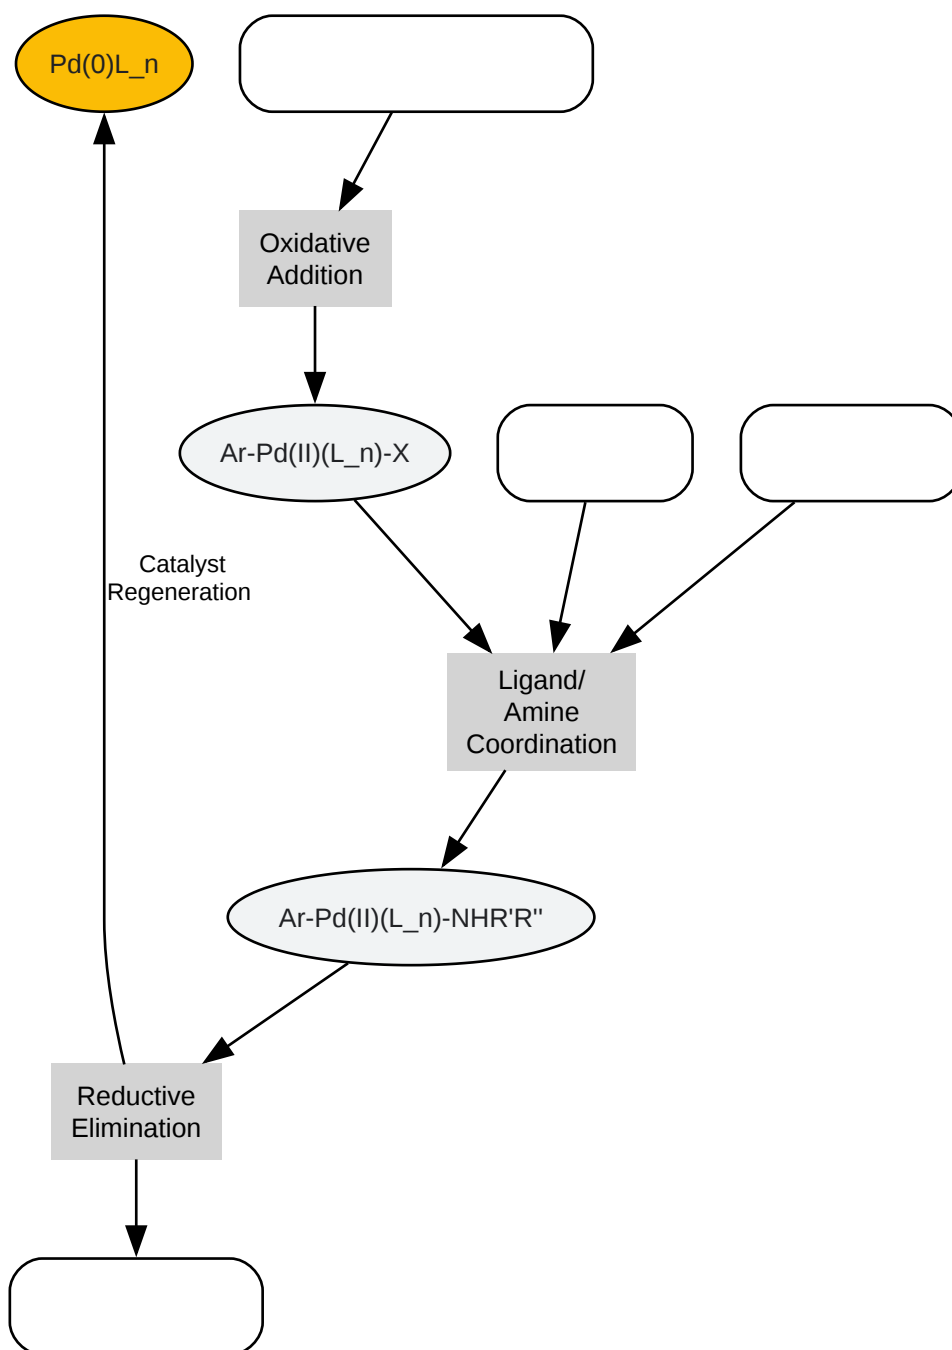 Pd(0)L_n
Oxidative
Addition
Ar-Pd(II)(L_n)-X
Catalyst
Regeneration
Ligand/
Amine
Coordination
Ar-Pd(II)(L_n)-NHR'R''
Reductive
Elimination